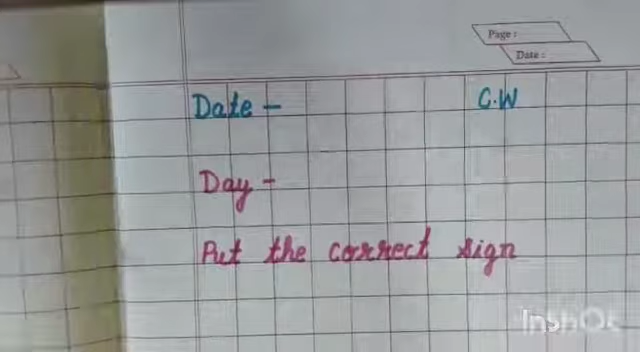 Page :
Date :
Date - C.W
Day -
Put the correct sign
InShOt